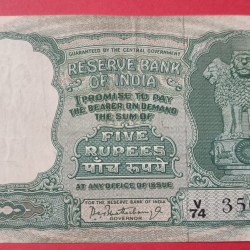 GUARANTEED BY THE CENTRAL GOVERNMENT
RESERVE BANK
OF INDIA
I PROMISE TO PAY
THE BEARER ON DEMAND
THE SUM OF
FIVE
RUPEES
पाँच रुपये
AT ANY OFFICE OF ISSUE
FOR THE RESERVE BANK OF INDIA
GOVERNOR
V/74 35